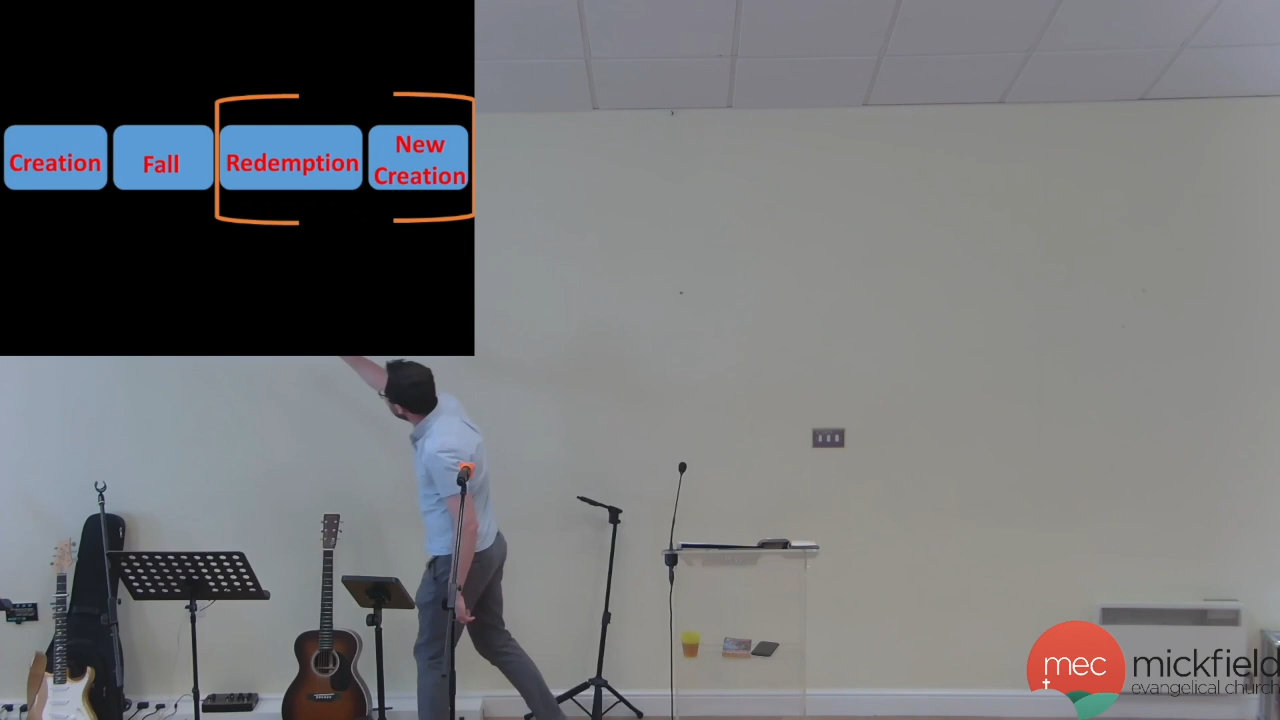 Creation
Fall
Redemption
New
Creation
mec
mickfield
evangelical church